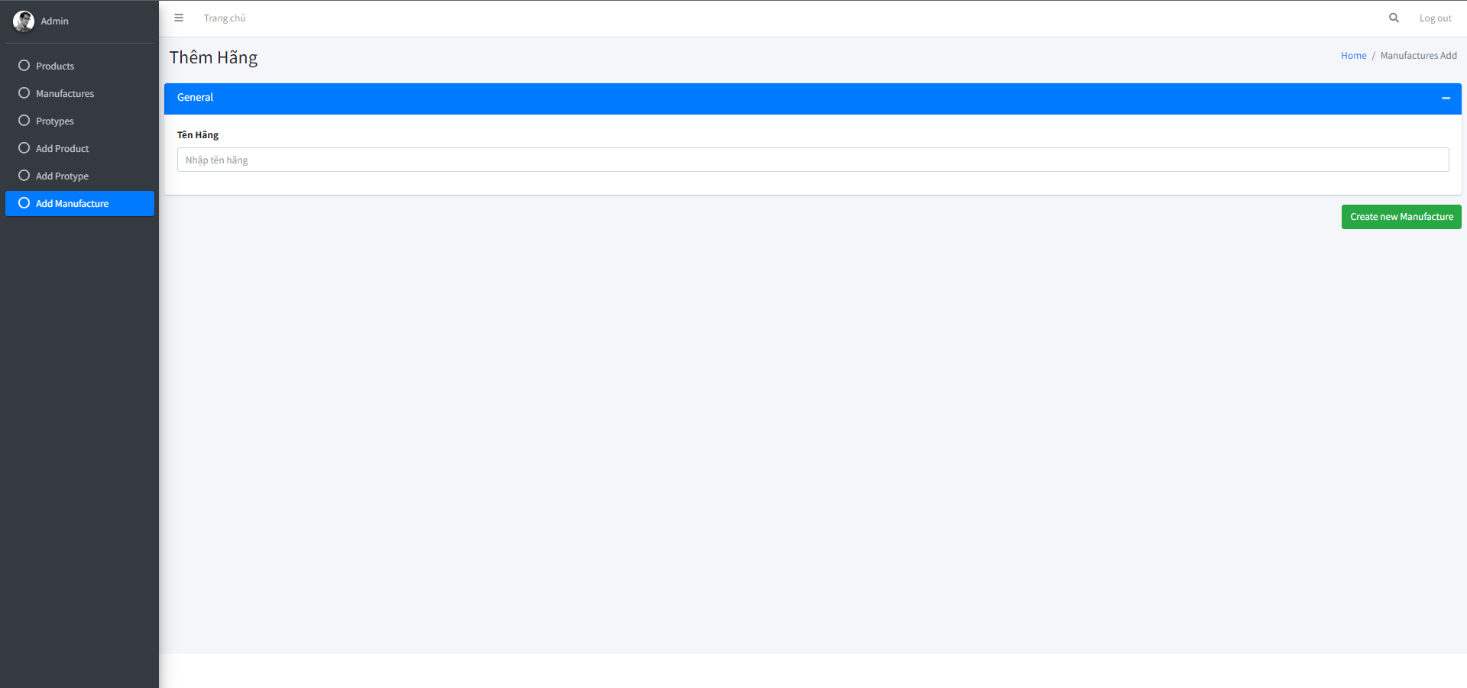 Admin
Products
Manufactures
Protypes
Add Product
Add Protype
Add Manufacture
Trang chủ
Log out
Thêm Hãng
Home / Manufactures Add
General
Tên Hãng
Nhập tên hãng
Create new Manufacture